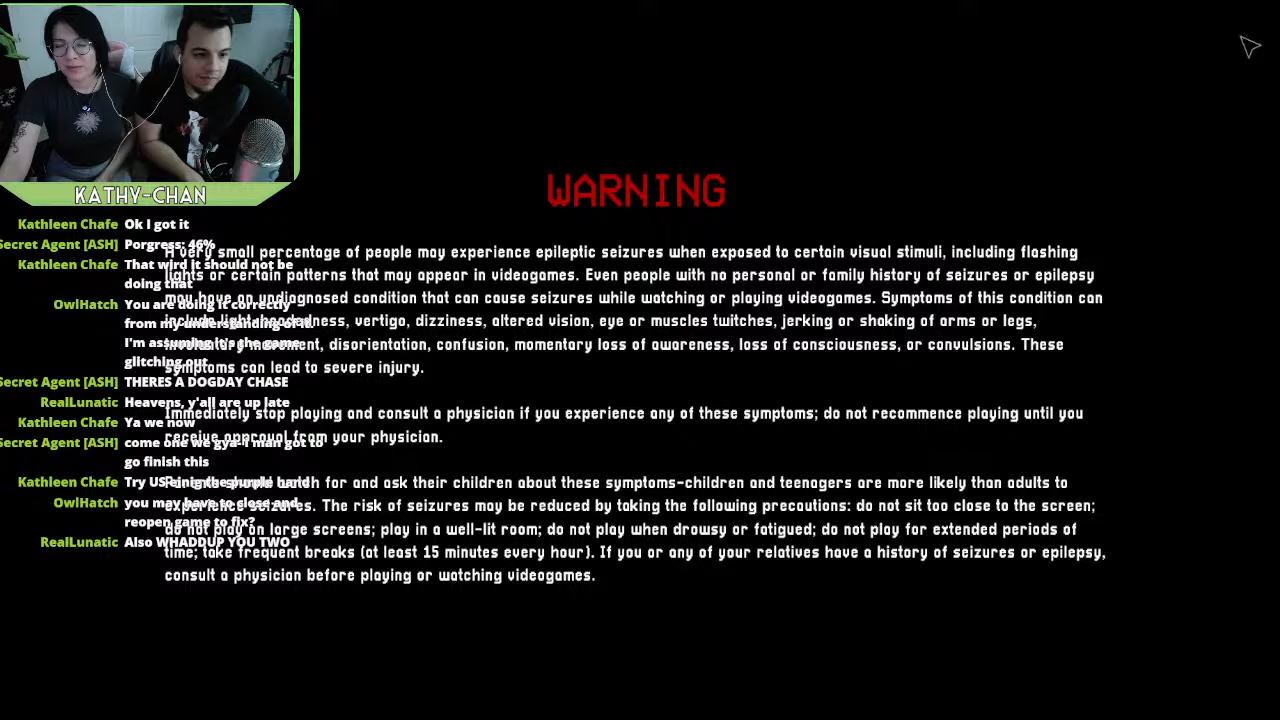 KATHY-CHAN
WARNING
Kathleen Chafe Ok I got it
Secret Agent [ASH] Porgress: 46%
Kathleen Chafe That wird it should not be
doing that
OwlHatch You are doing it correctly
from my understanding of it.
I'm assuming it's the game
glitching out
Secret Agent [ASH] THERES A DOGDAY CHASE
RealLunatic Heavens, y'all are up late
Kathleen Chafe Ya we now
Secret Agent [ASH] come one we gya-I man got to
go finish this
Kathleen Chafe Try USEinig the purple hand
OwlHatch you may have to close and
reopen game to fix?
RealLunatic Also WHADDUP YOU TWO
A very small percentage of people may experience epileptic seizures when exposed to certain visual stimuli, including flashing
lights or certain patterns that may appear in videogames. Even people with no personal or family history of seizures or epilepsy
may have an undiagnosed condition that can cause seizures while watching or playing videogames. Symptoms of this condition can
include light-headedness, vertigo, dizziness, altered vision, eye or muscles twitches, jerking or shaking of arms or legs,
involuntary movement, disorientation, confusion, momentary loss of awareness, loss of consciousness, or convulsions. These
symptoms can lead to severe injury.
Immediately stop playing and consult a physician if you experience any of these symptoms; do not recommence playing until you
receive approval from your physician.
Parents should watch for and ask their children about these symptoms-children and teenagers are more likely than adults to
experience seizures. The risk of seizures may be reduced by taking the following precautions: do not sit too close to the screen;
do not play on large screens; play in a well-lit room; do not play when drowsy or fatigued; do not play for extended periods of
time; take frequent breaks (at least 15 minutes every hour). If you or any of your relatives have a history of seizures or epilepsy,
consult a physician before playing or watching videogames.